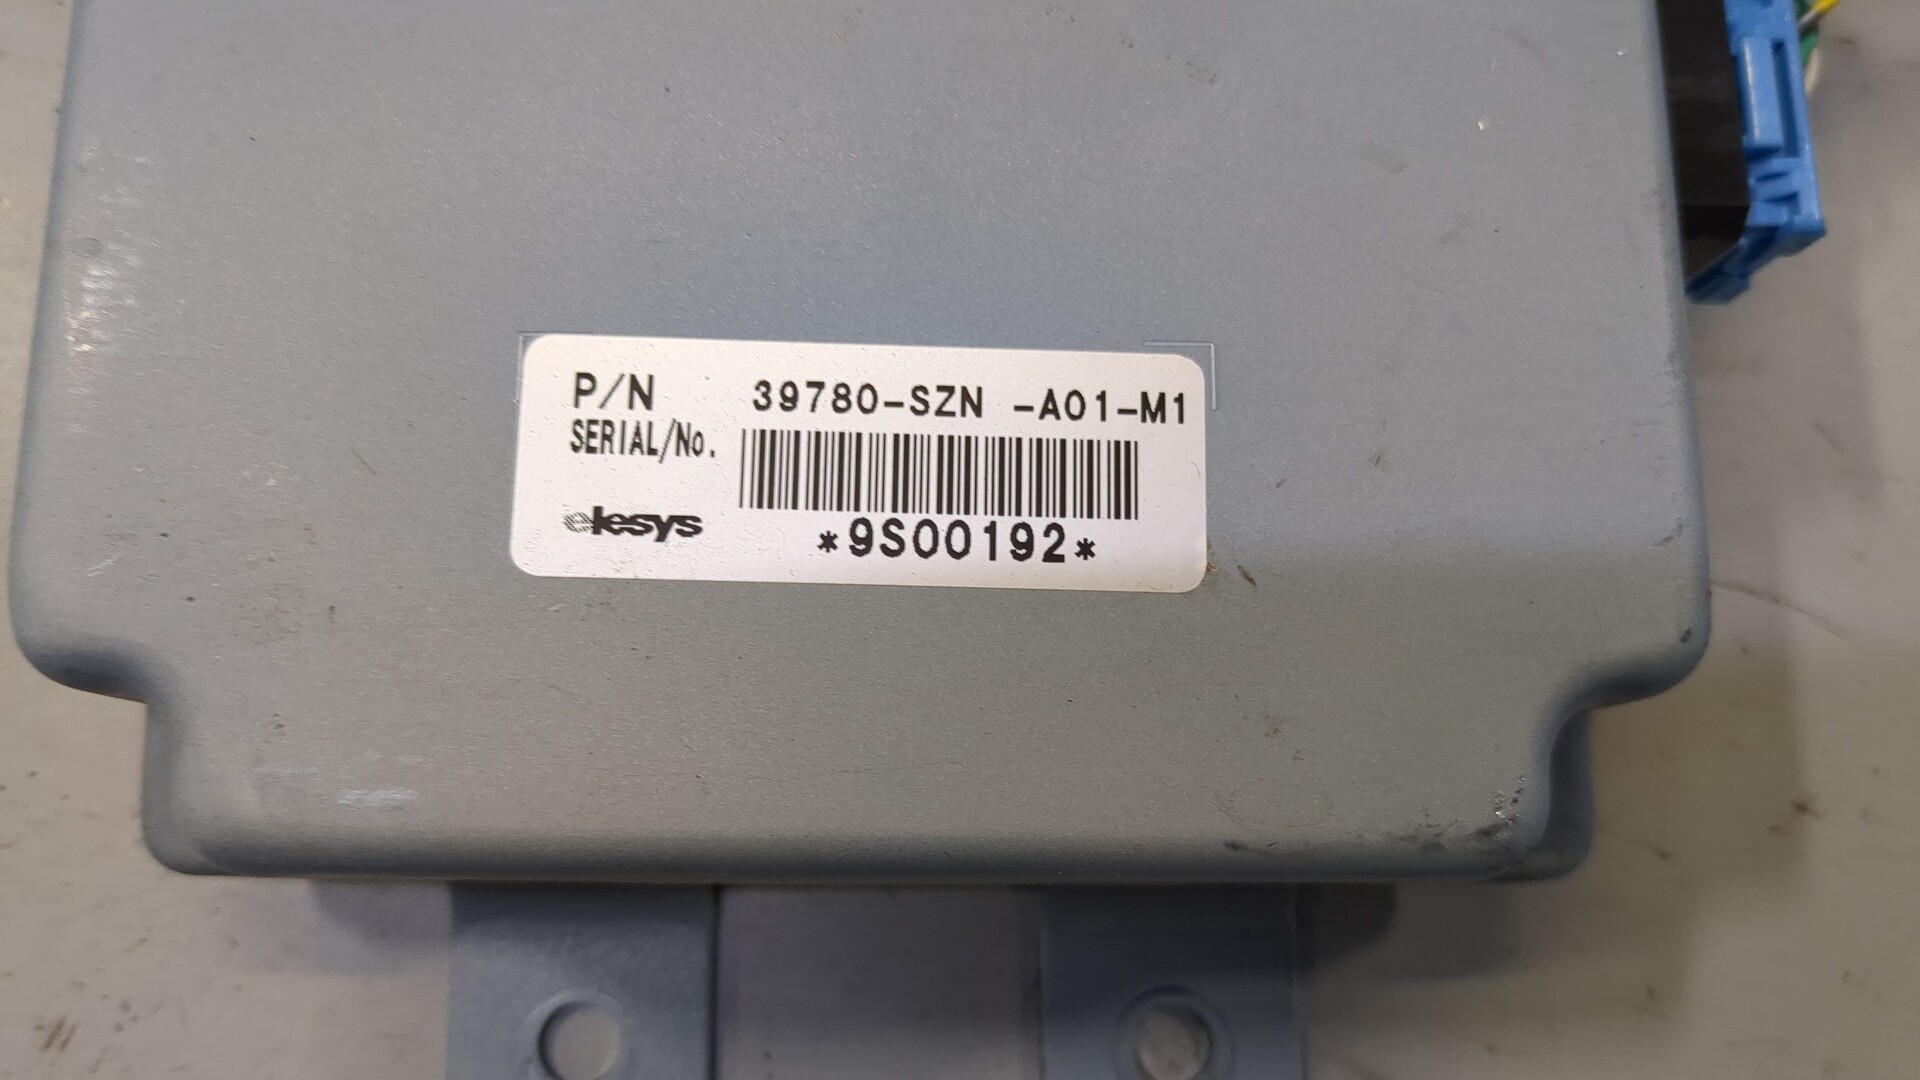 P/N 39780-SZN -A01-M1
SERIAL/No.
elesys
*9S00192*